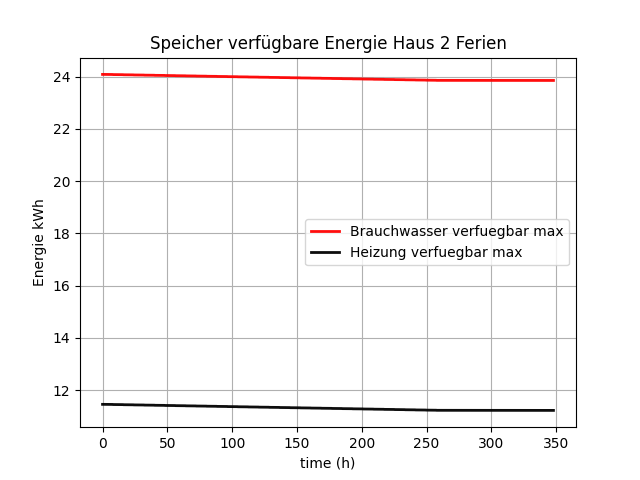 Speicher verfügbare Energie Haus 2 Ferien
24
22
20
18
16
14
12
Energie kWh
Brauchwasser verfuegbar max
Heizung verfuegbar max
0 50 100 150 200 250 300 350
time (h)